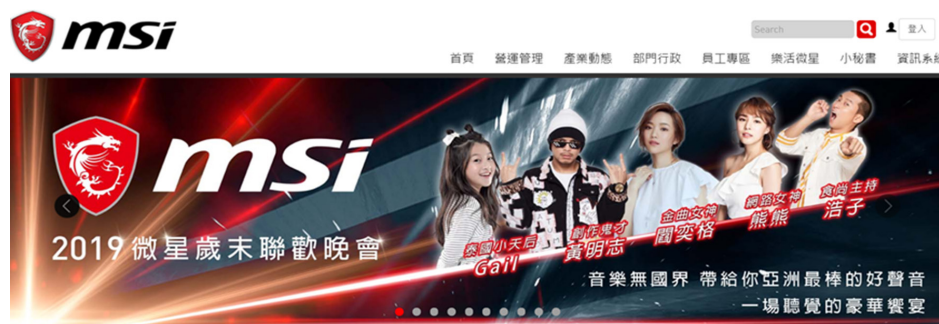 msi
Search
登入
首頁 營運管理 產業動態 部門行政 員工專區 樂活微星 小秘書 資訊系統
msi
2019 微星歲末聯歡晚會
泰國小天后
Gail
創作鬼才
黃明志
金曲女神
閻奕格
網路女神
熊熊
食尚主持
浩子
音樂無國界 帶給你亞洲最棒的好聲音
一場聽覺的豪華饗宴